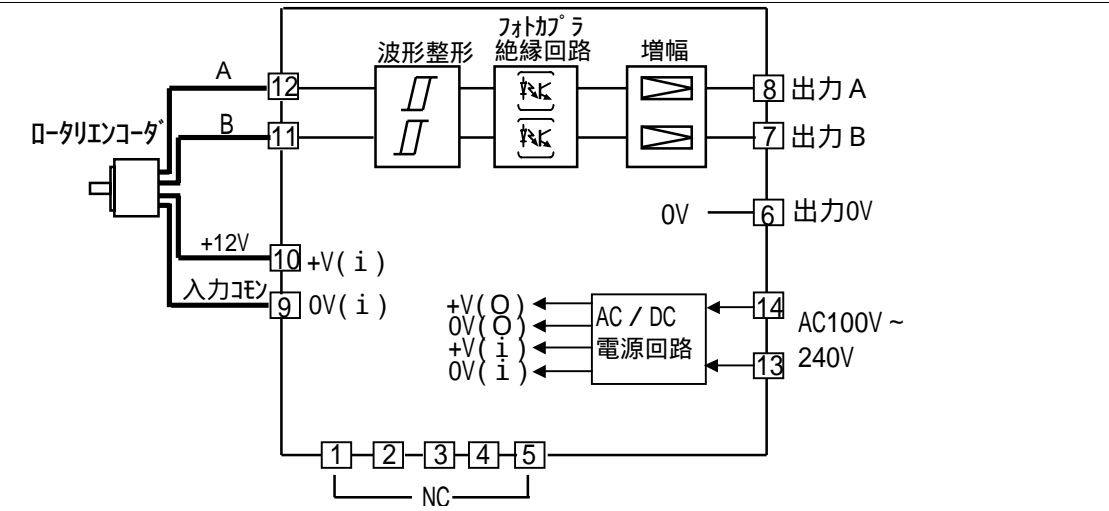 ﾌｫﾄｶﾌﾟﾗ
波形整形
絶縁回路
増幅
A
12
8
出力 A
ﾛｰﾀﾘｴﾝｺｰﾀﾞ
B
11
7
出力 B
0V
6
出力0V
+12V
10
+V(ｉ)
入力ｺﾓﾝ
9
0V(ｉ)
+V(O)
0V(O)
+V(ｉ)
0V(ｉ)
AC／DC
電源回路
14
13
AC100V～
240V
1
2
3
4
5
NC